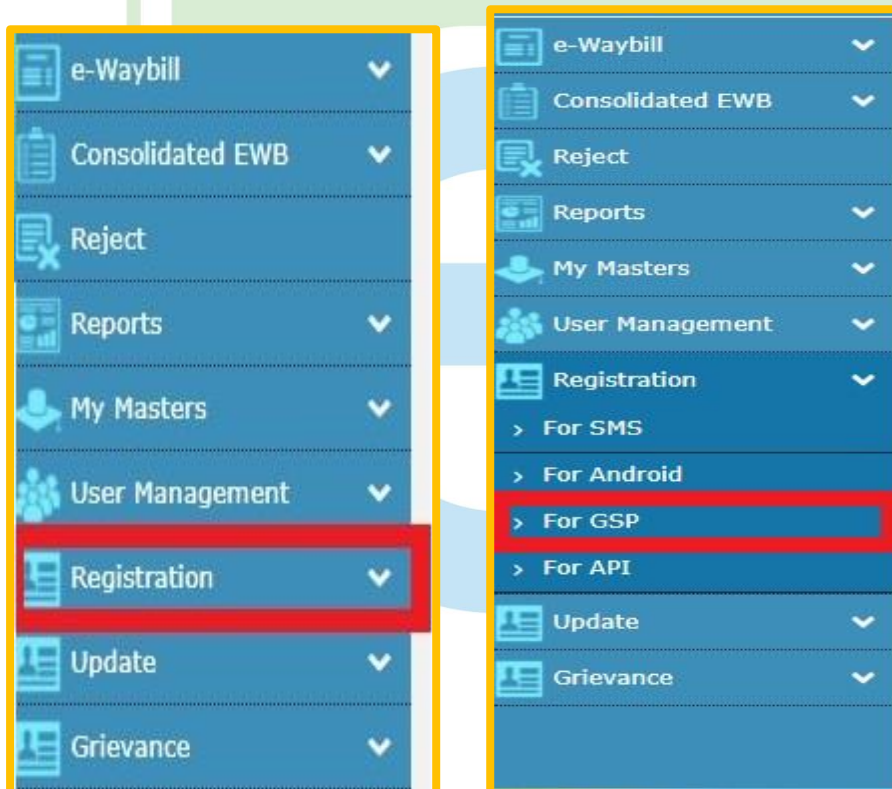 e-Waybill
Consolidated EWB
Reject
Reports
My Masters
User Management
Registration
Update
Grievance
e-Waybill
Consolidated EWB
Reject
Reports
My Masters
User Management
Registration
> For SMS
> For Android
> For GSP
> For API
Update
Grievance